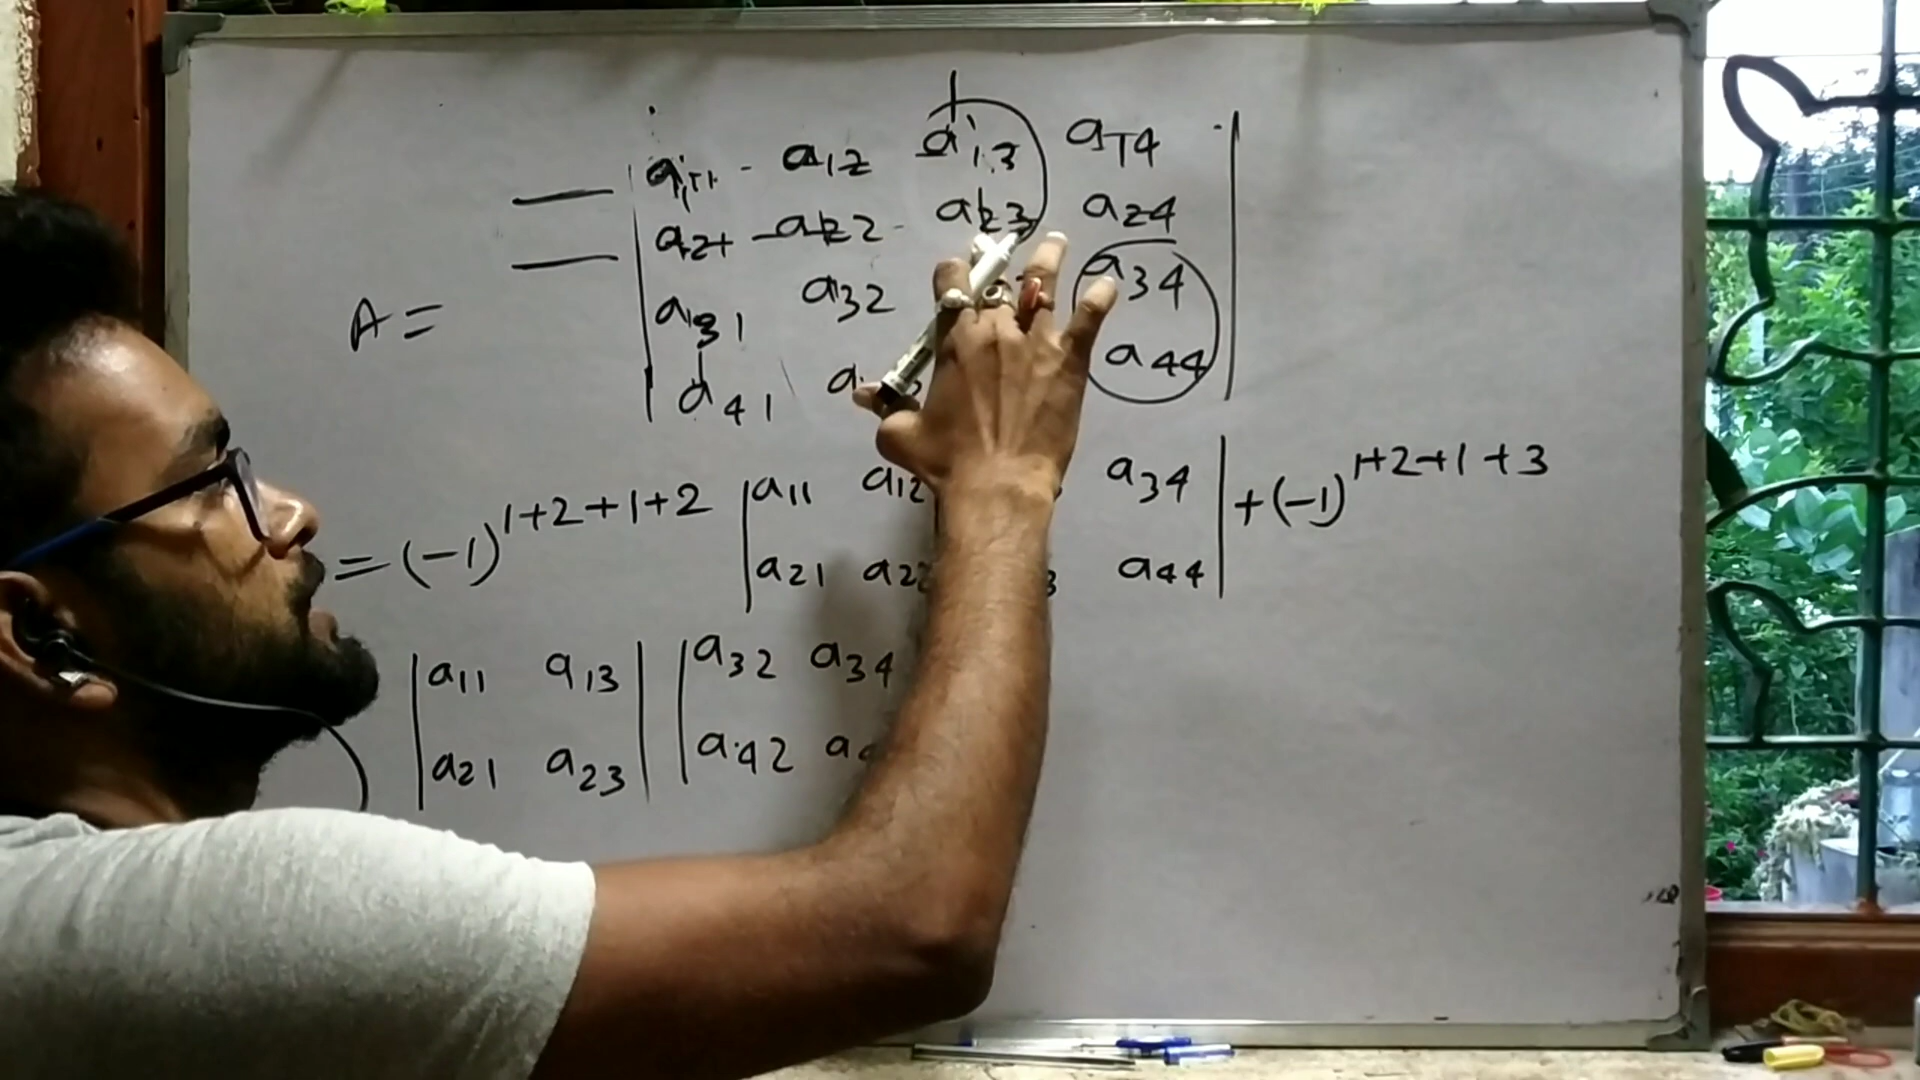 a11 a12 a13 a14
a21 a22 a23 a24
A = a31 a32 a34
a41 a44
= (-1)^{1+2+1+2} | a11 a12 a34 | + (-1)^{1+2+1+3}
a21 a22 a44
| a11 a13 | | a32 a34
a21 a23 a42